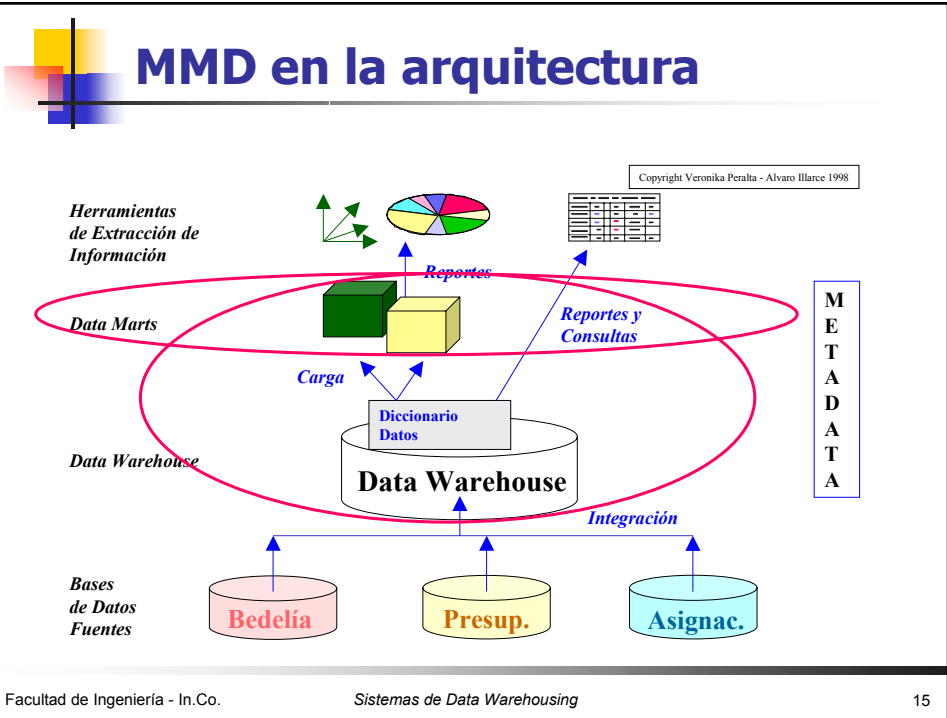 MMD en la arquitectura
Copyright Veronika Peralta - Alvaro Illarce 1998
Herramientas
de Extracción de
Información
Reportes
Data Marts
Reportes y
Consultas
Carga
Diccionario
Datos
Data Warehouse
Data Warehouse
Integración
Bases
de Datos
Fuentes
Bedelía
Presup.
Asignac.
M
E
T
A
D
A
T
A
Facultad de Ingeniería - In.Co.
Sistemas de Data Warehousing
15